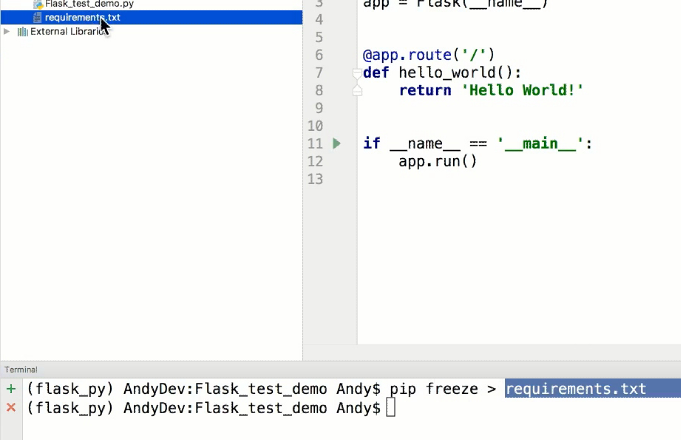 Flask_test_demo.py
requirements.txt
External Libraries
3 app = Flask(__name__)
4
5
6 @app.route('/')
7 def hello_world():
8 return 'Hello World!'
9
10
11 if __name__ == '__main__':
12 app.run()
13
Terminal
(flask_py) AndyDev:Flask_test_demo Andy$ pip freeze > requirements.txt
(flask_py) AndyDev:Flask_test_demo Andy$